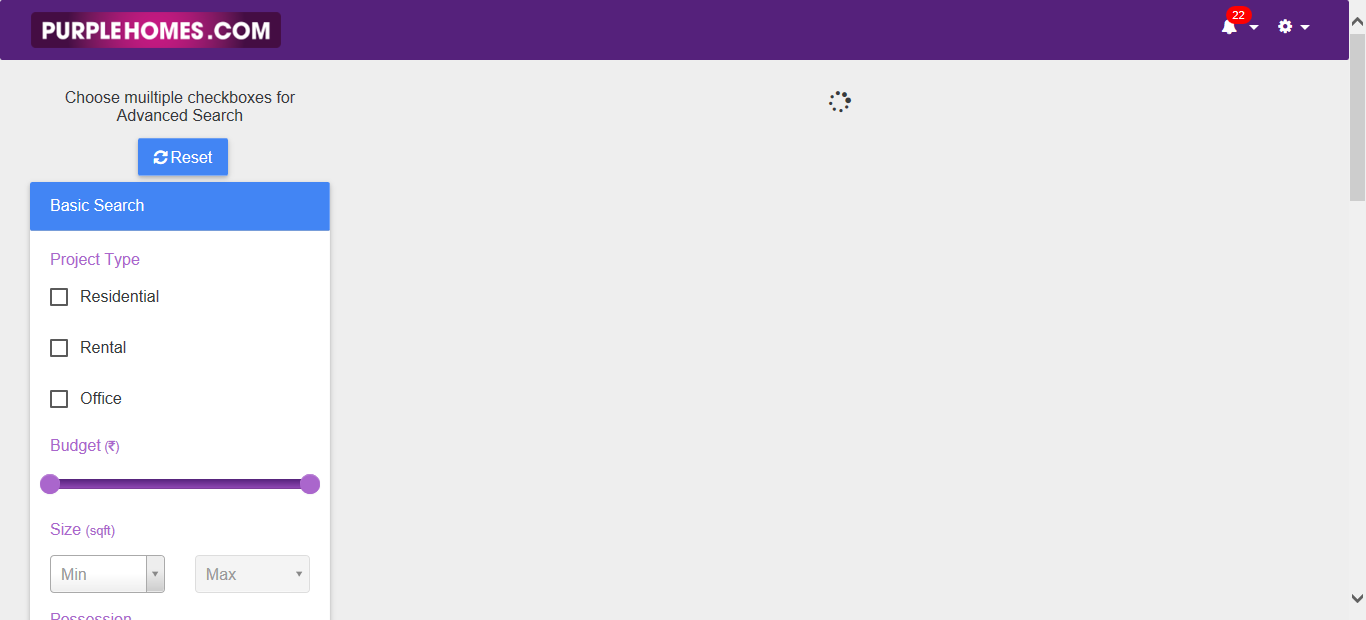 PURPLEHOMES.COM
22
Choose muiltiple checkboxes for
Advanced Search
Reset
Basic Search
Project Type
Residential
Rental
Office
Budget (₹)
Size (sqft)
Min Max
Possession